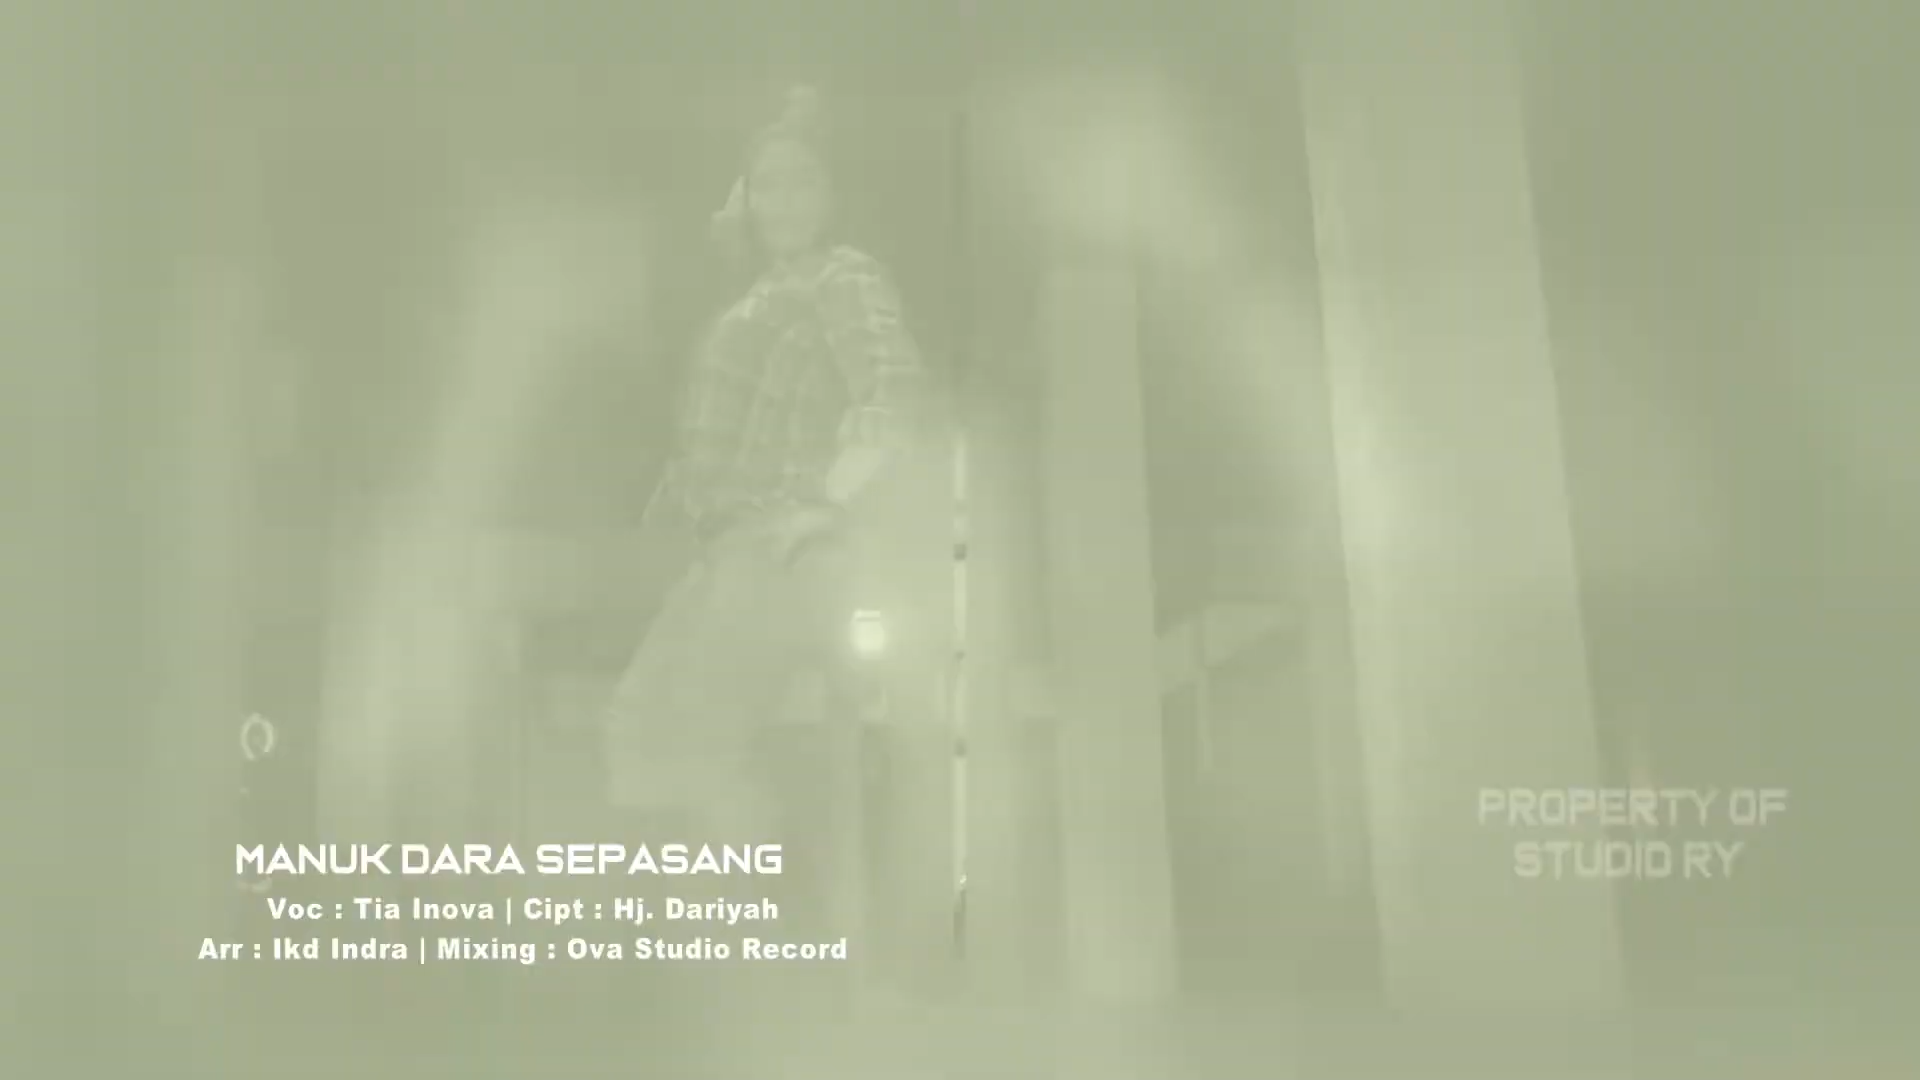 MANUK DARA SEPASANG
Voc : Tia Inova | Cipt : Hj. Dariyah
Arr : Ikd Indra | Mixing : Ova Studio Record
PROPERTY OF
STUDIO RY